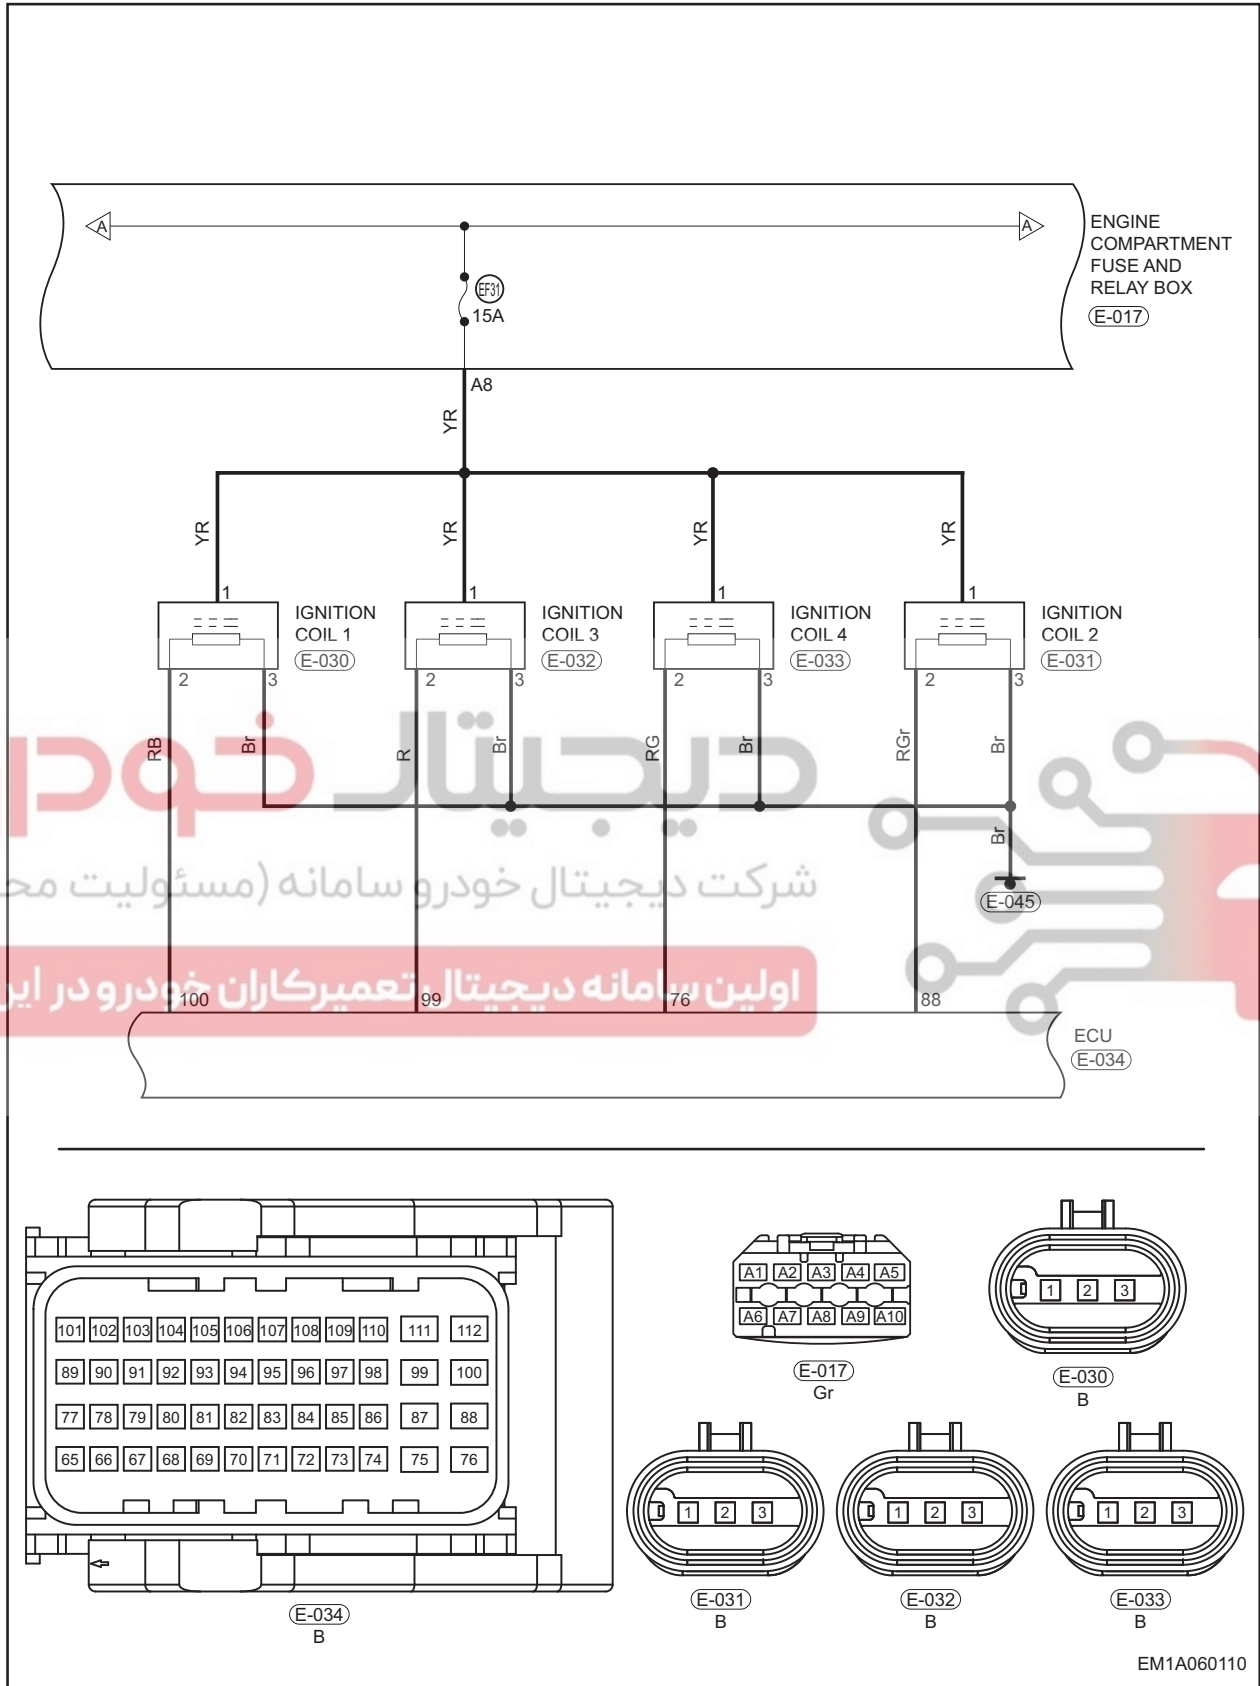 A
A
ENGINE
COMPARTMENT
FUSE AND
RELAY BOX
E-017
EF31
15A
A8
YR
YR
YR
YR
YR
1
1
1
1
IGNITION
COIL 1
E-030
IGNITION
COIL 3
E-032
IGNITION
COIL 4
E-033
IGNITION
COIL 2
E-031
2 3
2 3
2 3
2 3
RB Br R Br RG Br RGr Br
دیجیتال خودر
Br
شرکت دیجیتال خودرو سامانه (مسئولیت مح
E-045
اولین سامانه دیجیتال تعمیرکاران خودرو در ایر
100 99 76 88
ECU
E-034
101 102 103 104 105 106 107 108 109 110 111 112
89 90 91 92 93 94 95 96 97 98 99 100
77 78 79 80 81 82 83 84 85 86 87 88
65 66 67 68 69 70 71 72 73 74 75 76
E-034
B
A1 A2 A3 A4 A5
A6 A7 A8 A9 A10
E-017
Gr
1 2 3
E-030
B
1 2 3
E-031
B
1 2 3
E-032
B
1 2 3
E-033
B
EM1A060110